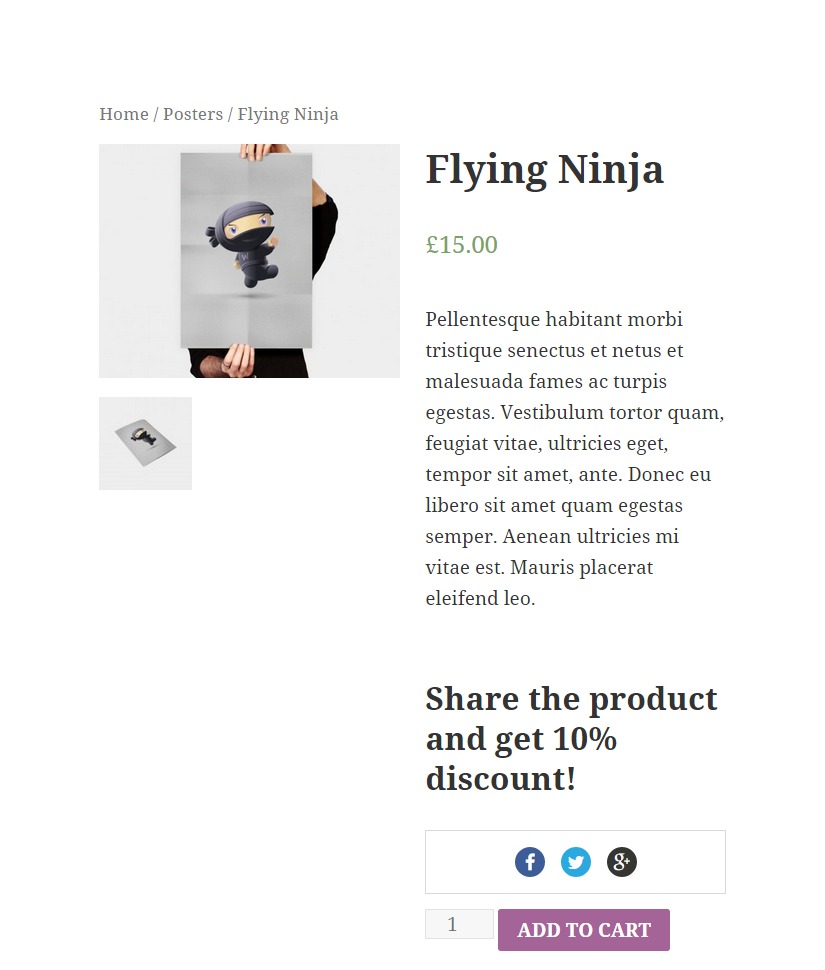 Home / Posters / Flying Ninja
Flying Ninja
£15.00
Pellentesque habitant morbi
tristique senectus et netus et
malesuada fames ac turpis
egestas. Vestibulum tortor quam,
feugiat vitae, ultricies eget,
tempor sit amet, ante. Donec eu
libero sit amet quam egestas
semper. Aenean ultricies mi
vitae est. Mauris placerat
eleifend leo.
Share the product
and get 10%
discount!
1
ADD TO CART